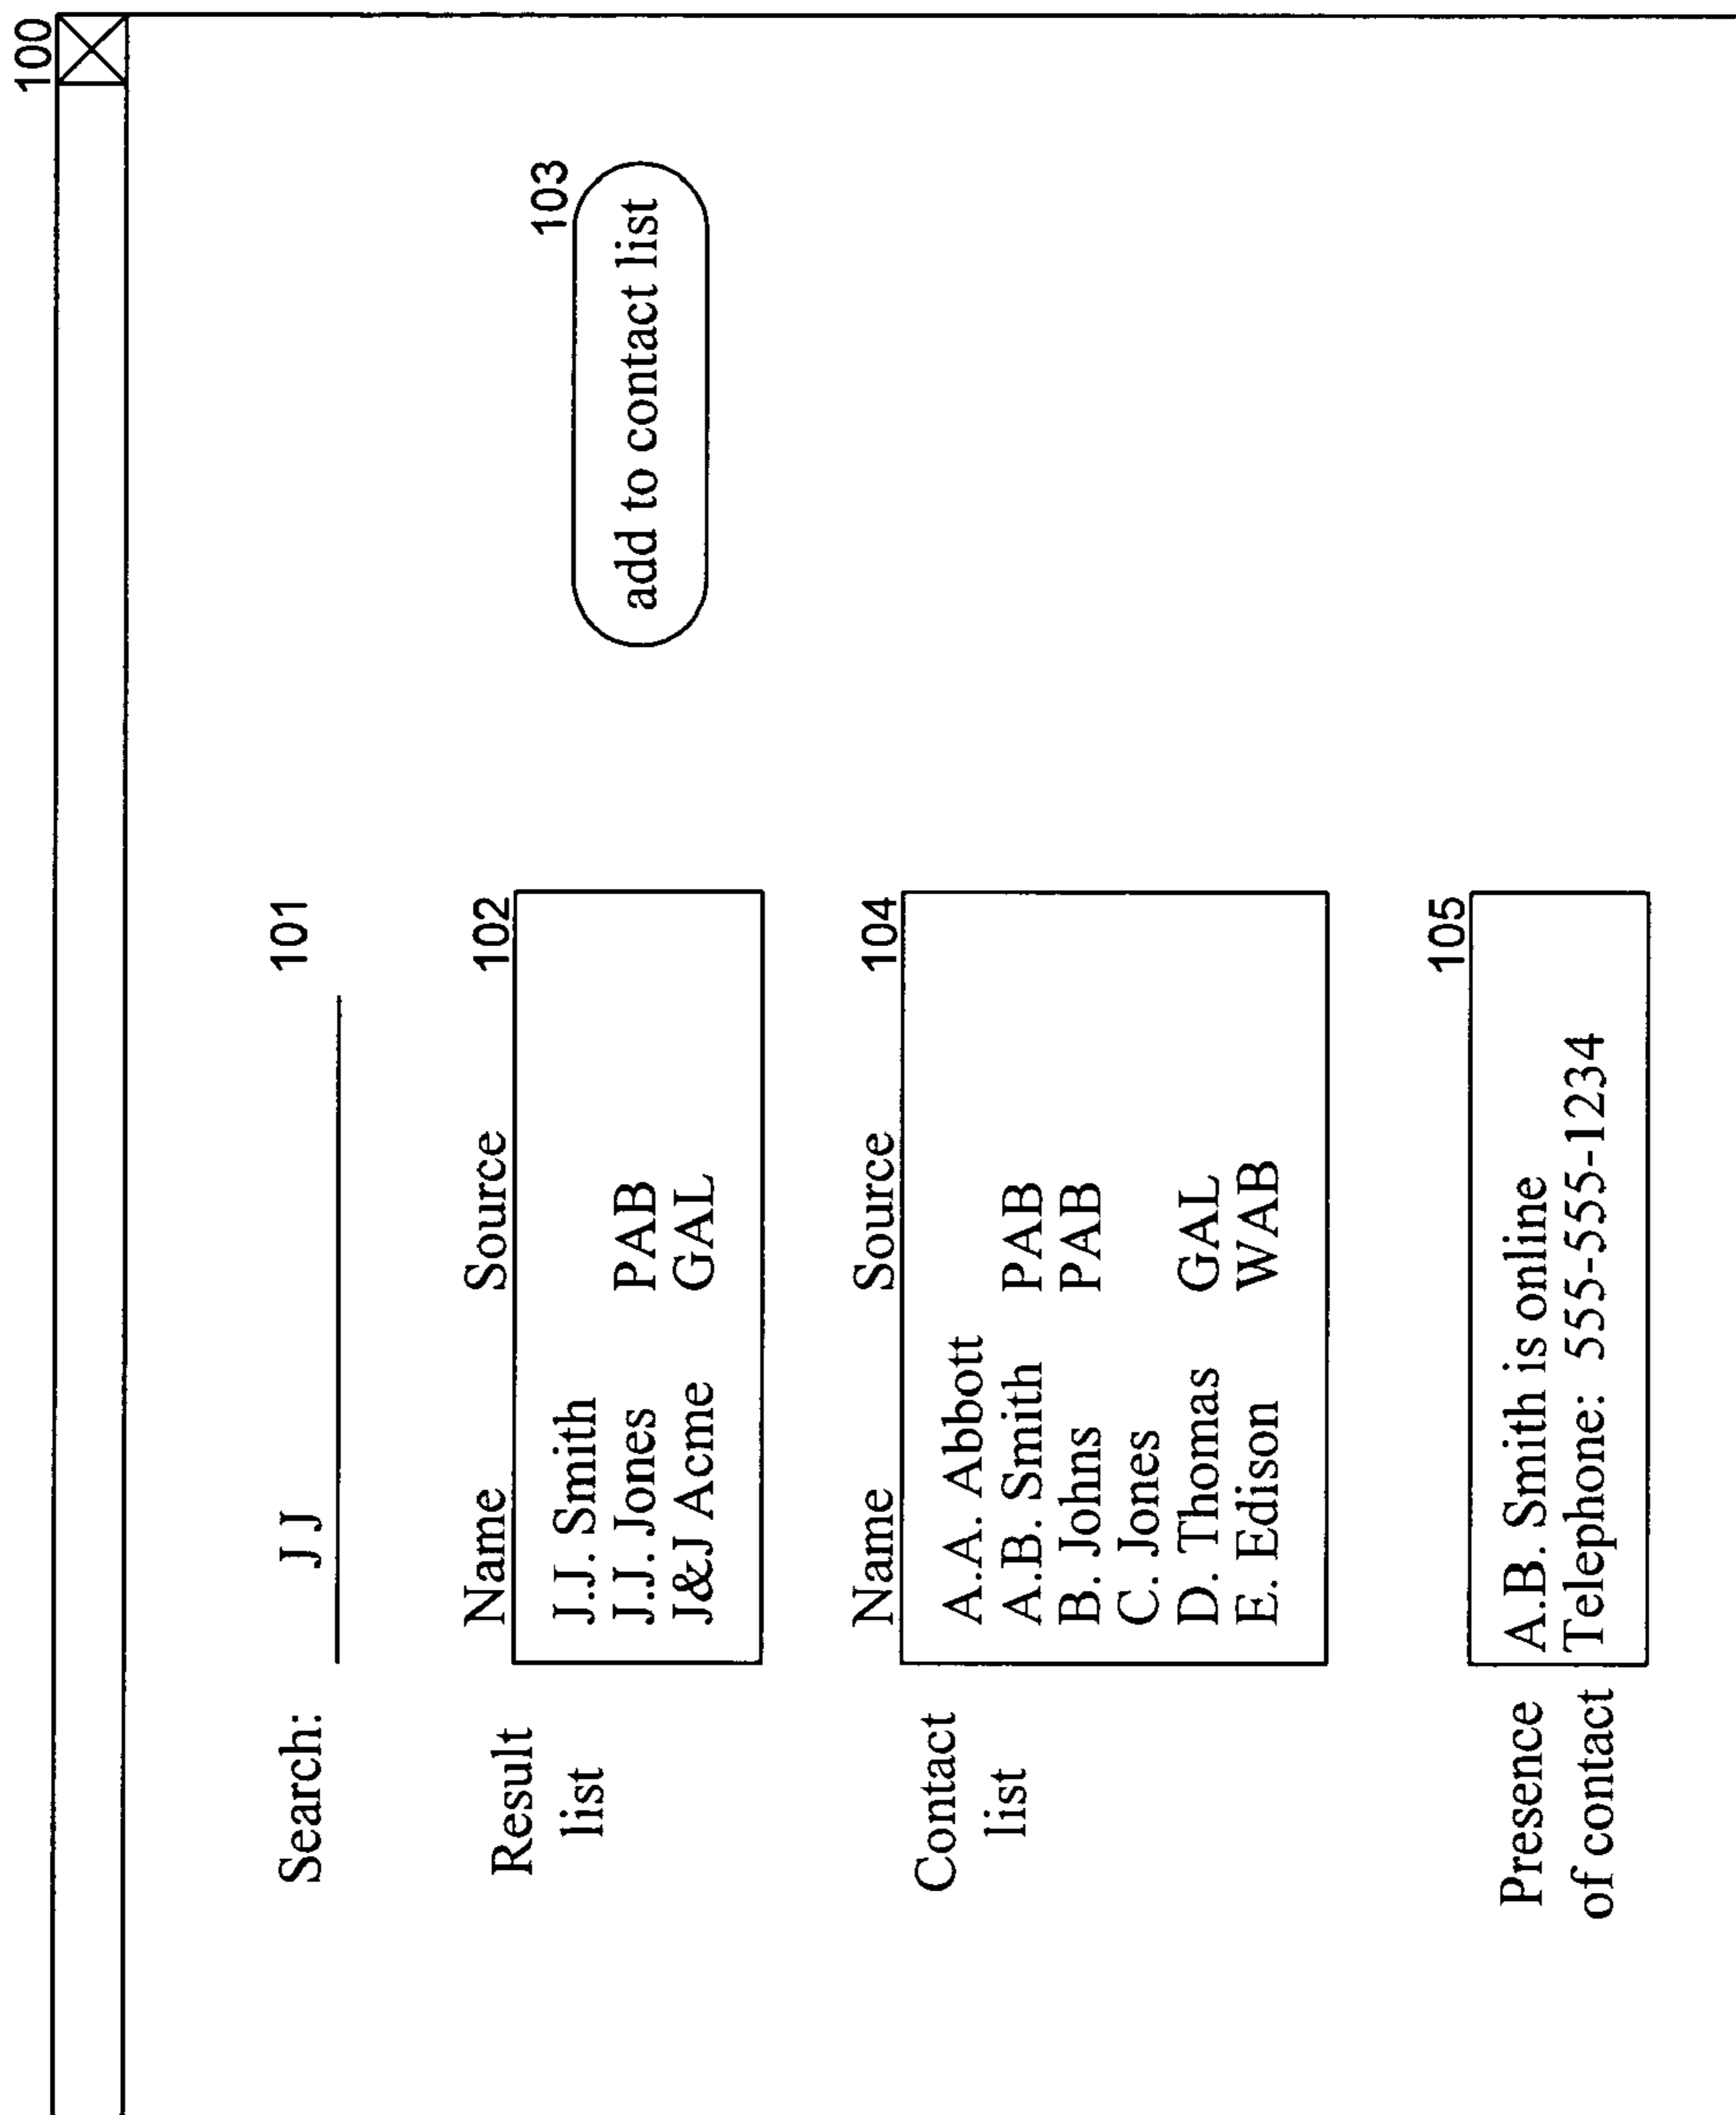 100
Search: J J 101
Name Source 102
Result list
J.J. Smith
J.J. Jones PAB
J&J Acme GAL
add to contact list 103
Name Source 104
Contact list
A.A. Abbott
A.B. Smith PAB
B. Johns PAB
C. Jones
D. Thomas GAL
E. Edison WAB
105
Presence of contact
A.B. Smith is online
Telephone: 555-555-1234